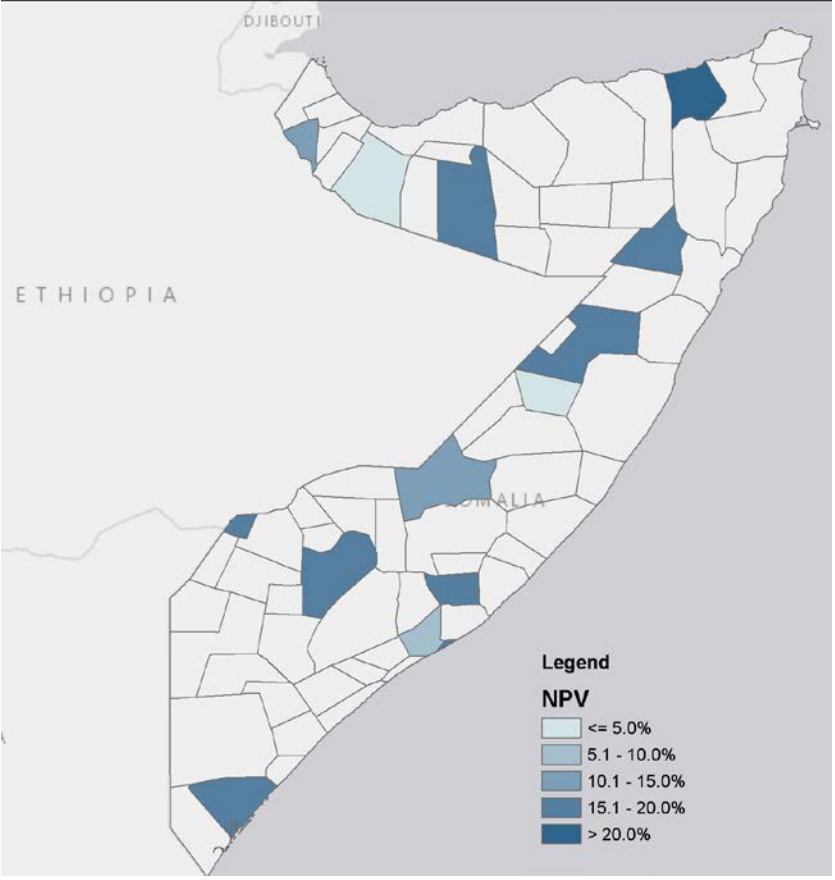 DJIBOUTI
ETHIOPIA
SOMALIA
Legend
NPV
<= 5.0%
5.1 - 10.0%
10.1 - 15.0%
15.1 - 20.0%
> 20.0%